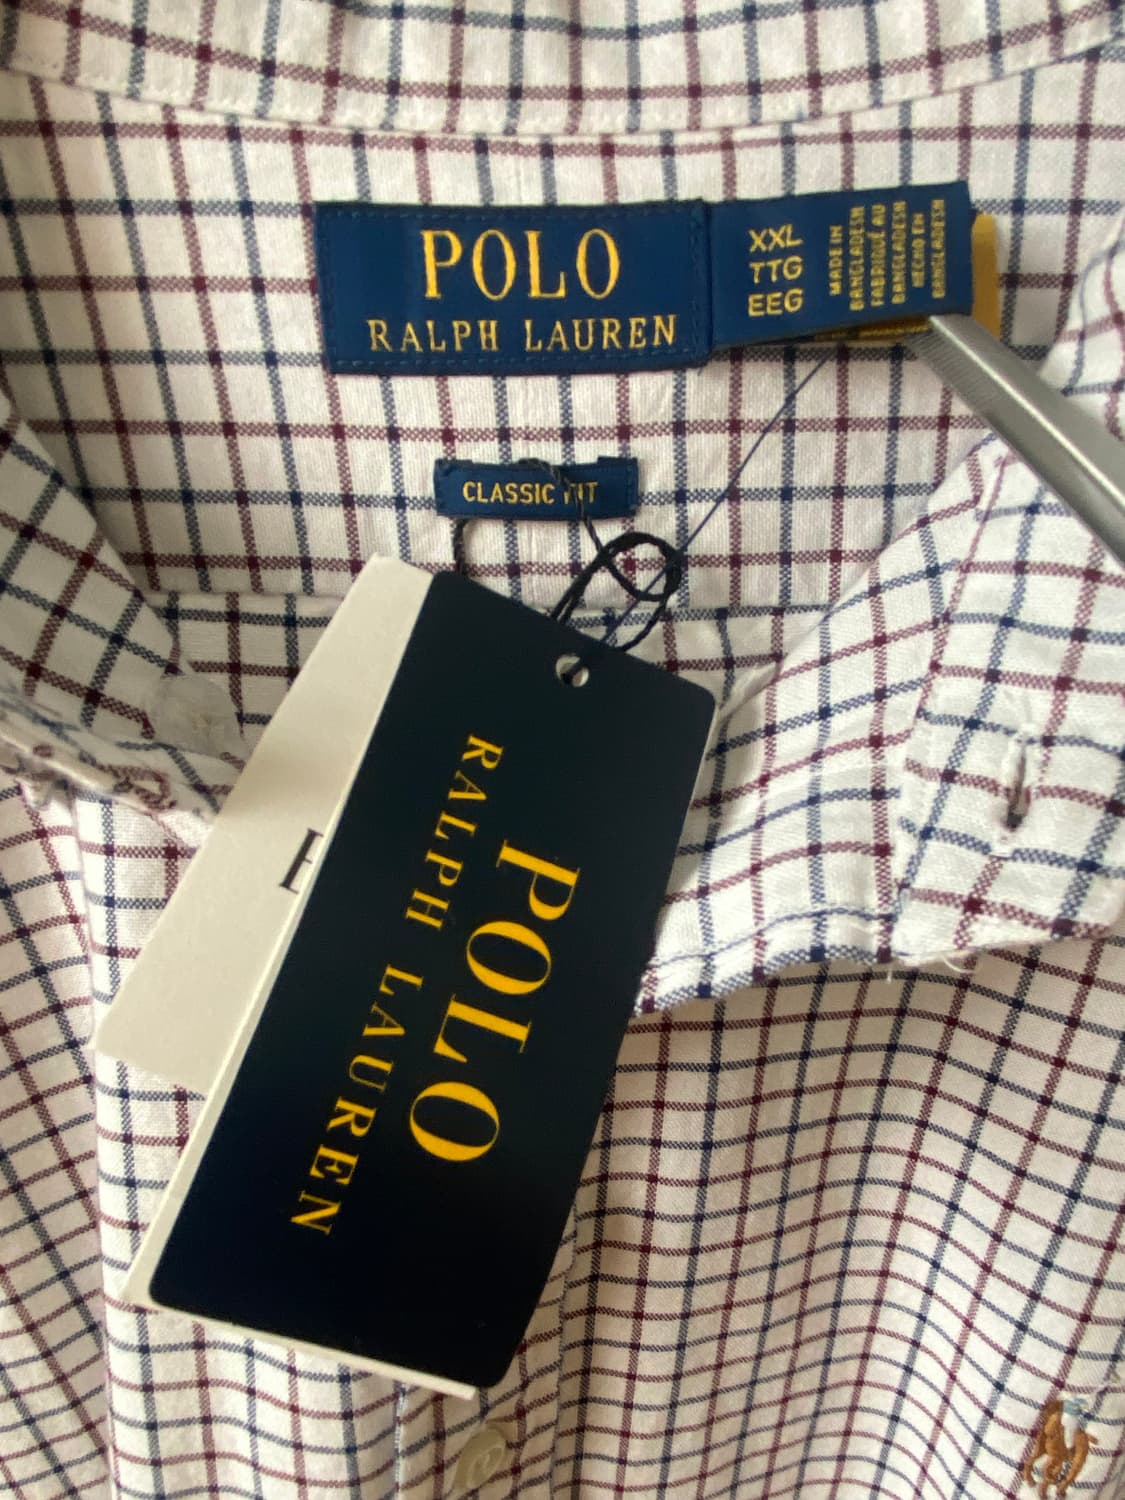 POLO
RALPH LAUREN
XXL
TTG
EEG
MADE IN
BANGLADESH
FABRIQUÉ AU
BANGLADESH
HECHO EN
BANGLADESH
CLASSIC FIT
POLO
RALPH LAUREN